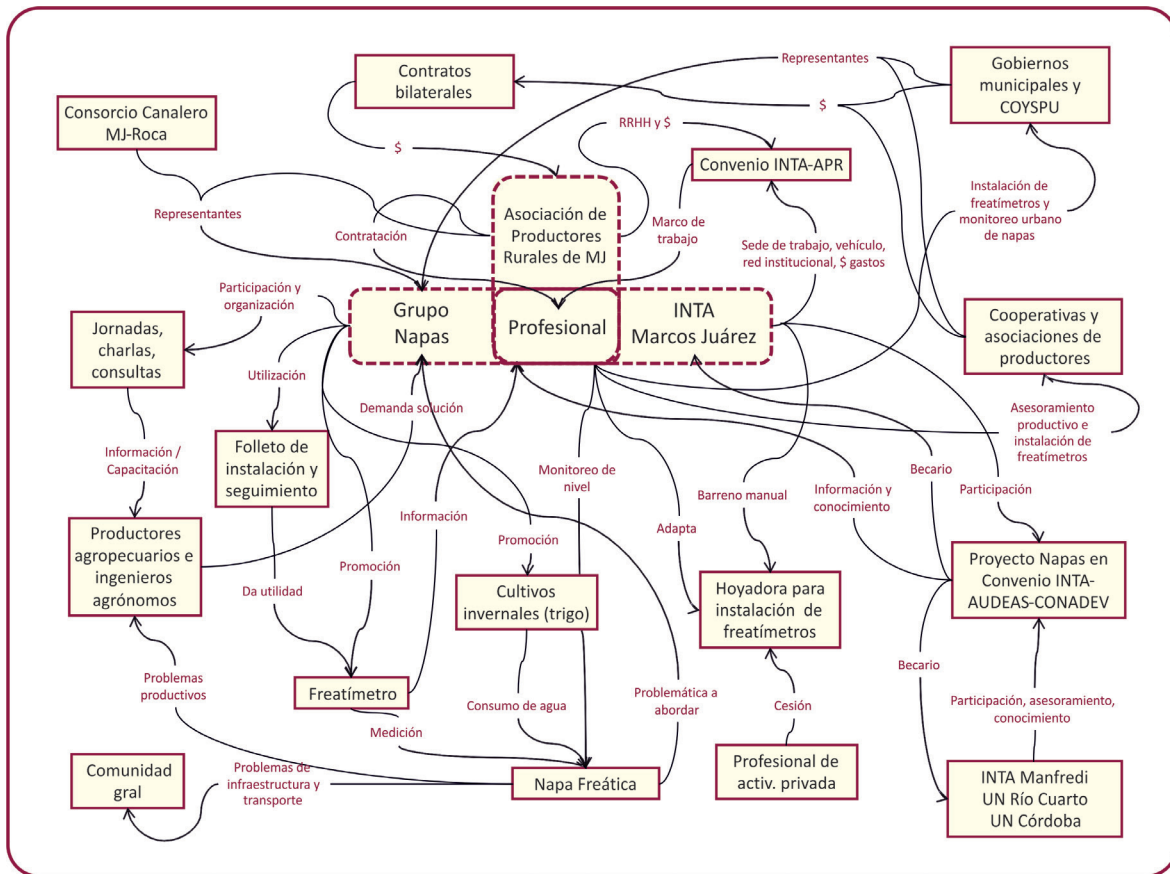 Contratos
bilaterales
Representantes
Gobiernos
municipales y
COYSPU
$
Consorcio Canalero
MJ-Roca
$
RRHH y $
Convenio INTA-APR
Representantes
Contratación
Asociación de
Productores
Rurales de MJ
Marco de
trabajo
Sede de trabajo, vehículo,
red institucional, $ gastos
Instalación de
freatímetros y
monitoreo urbano
de napas
Participación y
organización
Grupo
Napas
Profesional
INTA
Marcos Juárez
Jornadas,
charlas,
consultas
Cooperativas y
asociaciones de
productores
Utilización
Demanda solución
Asesoramiento
productivo e
instalación de
freatímetros
Información /
Capacitación
Folleto de
instalación y
seguimiento
Monitoreo de
nivel
Barreno manual
Información y
conocimiento
Becario
Participación
Productores
agropecuarios e
ingenieros
agrónomos
Da utilidad
Promoción
Información
Promoción
Adapta
Cultivos
invernales (trigo)
Hoyadora para
instalación de
freatímetros
Proyecto Napas en
Convenio INTA-
AUDEAS-CONADEV
Problemas
productivos
Freatímetro
Medición
Consumo de agua
Problemática a
abordar
Cesión
Becario
Participación, asesoramiento,
conocimiento
Comunidad
gral
Problemas de
infraestructura y
transporte
Napa Freática
Profesional de
activ. privada
INTA Manfredi
UN Río Cuarto
UN Córdoba